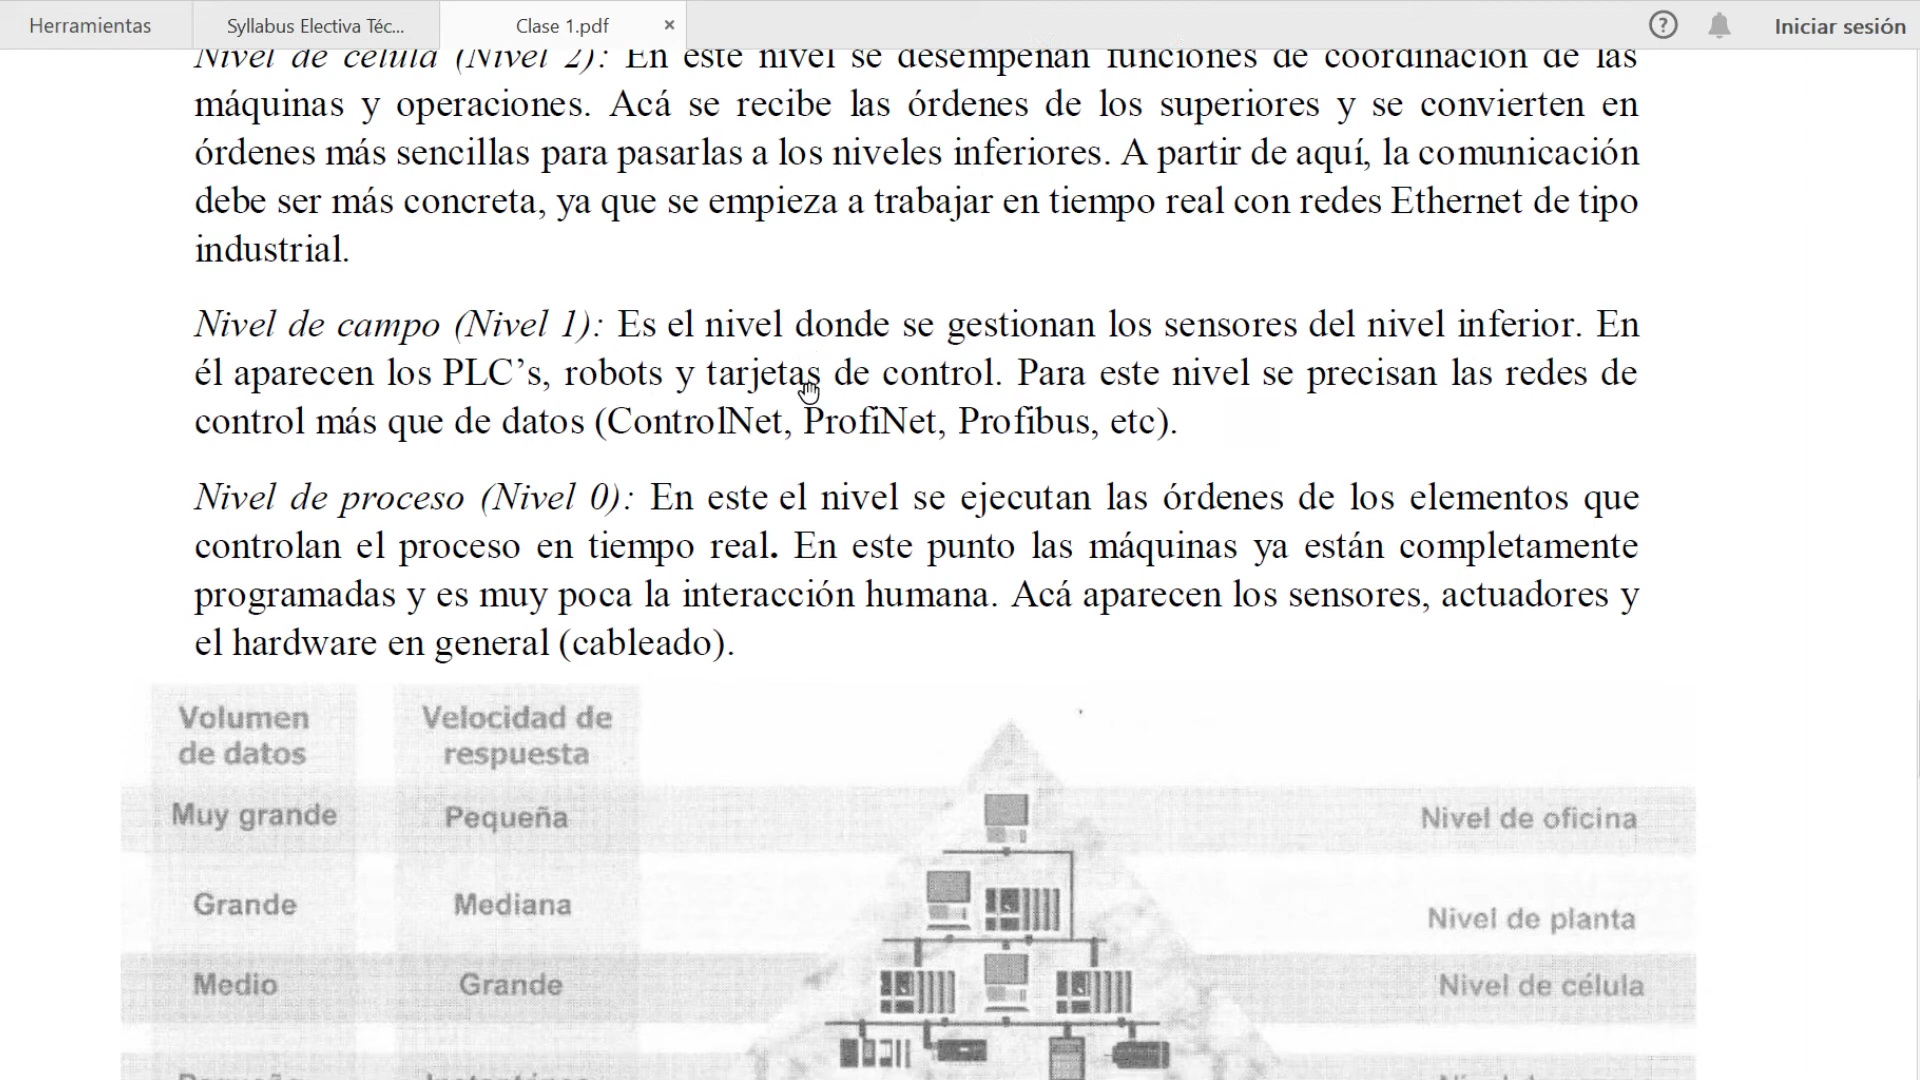 Herramientas
Syllabus Electiva Téc...
Clase 1.pdf
×
?
Iniciar sesión
Nivel de célula (Nivel 2): En este nivel se desempeñan funciones de coordinación de las
máquinas y operaciones. Acá se recibe las órdenes de los superiores y se convierten en
órdenes más sencillas para pasarlas a los niveles inferiores. A partir de aquí, la comunicación
debe ser más concreta, ya que se empieza a trabajar en tiempo real con redes Ethernet de tipo
industrial.
Nivel de campo (Nivel 1): Es el nivel donde se gestionan los sensores del nivel inferior. En
él aparecen los PLC’s, robots y tarjetas de control. Para este nivel se precisan las redes de
control más que de datos (ControlNet, ProfiNet, Profibus, etc).
Nivel de proceso (Nivel 0): En este el nivel se ejecutan las órdenes de los elementos que
controlan el proceso en tiempo real. En este punto las máquinas ya están completamente
programadas y es muy poca la interacción humana. Acá aparecen los sensores, actuadores y
el hardware en general (cableado).
Volumen
de datos
Velocidad de
respuesta
Muy grande
Pequeña
Nivel de oficina
Grande
Mediana
Nivel de planta
Medio
Grande
Nivel de célula